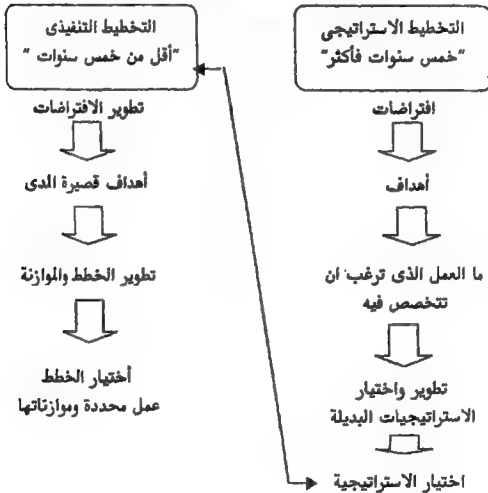 التخطيط الاستراتيجى
"خمس سنوات فأكثر"
افتراضات
أهداف
ما العمل الذى ترغب ان
تتخصص فيه
تطوير واختيار
الاستراتيجيات البديلة
اختيار الاستراتيجية
التخطيط التنفيذى
"أقل من خمس سنوات "
تطوير الافتراضات
أهداف قصيرة المدى
تطوير الخطط والموازنة
أختيار الخطط
عمل محددة وموازناتها